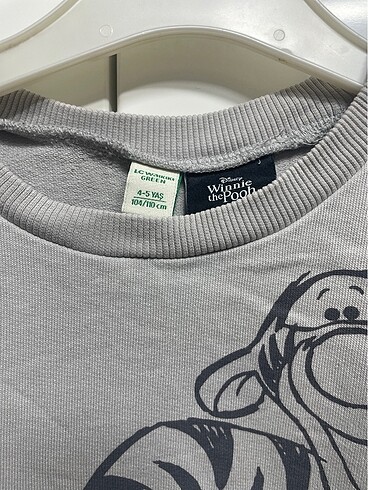 LC WAIKIKI
GREEN
4-5 YAŞ
104/110 cm
Disney
Winnie
the Pooh